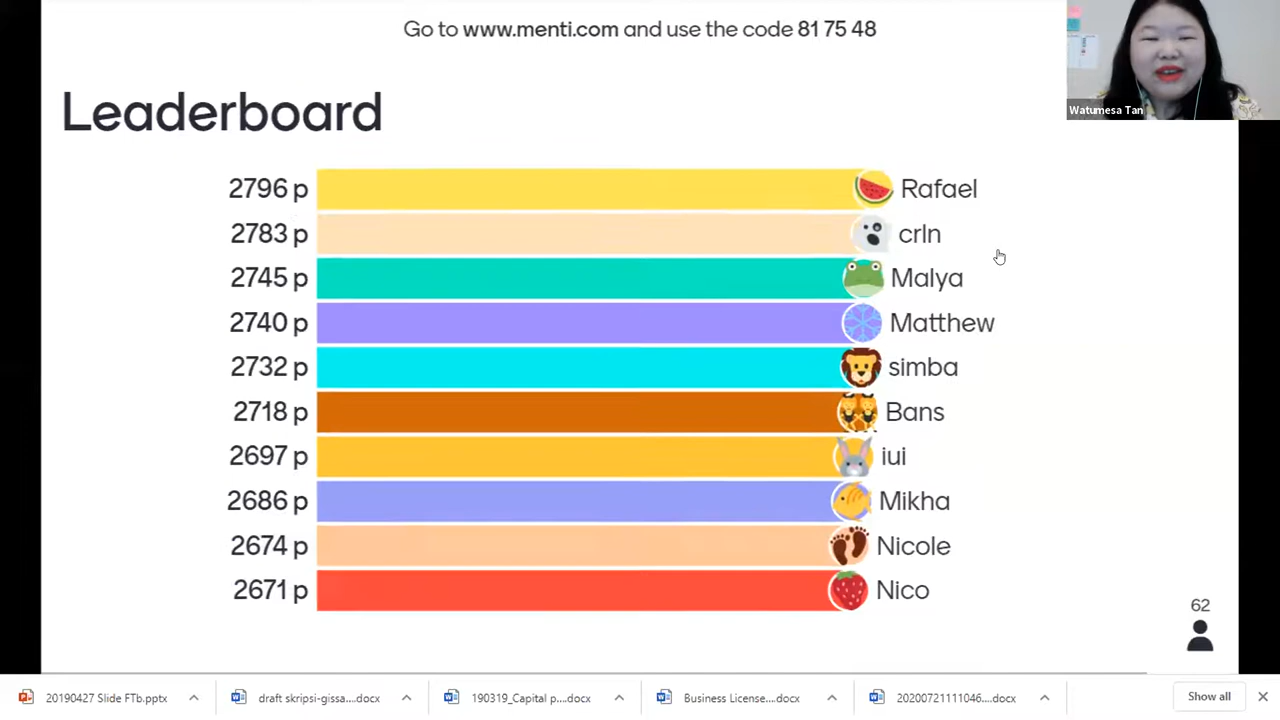 Go to www.menti.com and use the code 81 75 48
Watumesa Tan
Leaderboard
2796 p Rafael
2783 p crln
2745 p Malya
2740 p Matthew
2732 p simba
2718 p Bans
2697 p iui
2686 p Mikha
2674 p Nicole
2671 p Nico
62
20190427 Slide FTb.pptx
draft skripsi-gissa....docx
190319_Capital p....docx
Business License....docx
20200721111046....docx
Show all